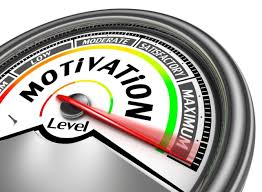 LOW
MODERATE
SATISFACTORY
MAXIMUM
MOTIVATION
Level